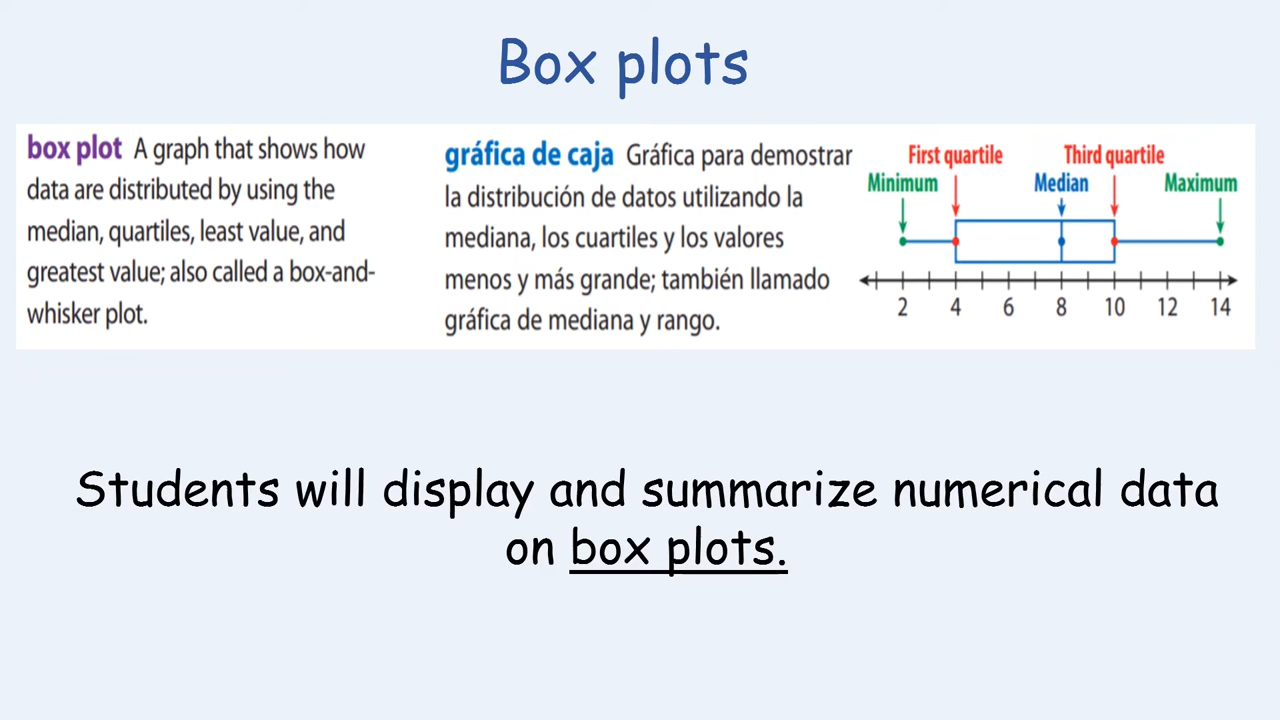 Box plots
box plot A graph that shows how
data are distributed by using the
median, quartiles, least value, and
greatest value; also called a box-and-
whisker plot.
gráfica de caja Gráfica para demostrar
la distribución de datos utilizando la
mediana, los cuartiles y los valores
menos y más grande; también llamado
gráfica de mediana y rango.
First quartile Third quartile
Minimum Median Maximum
2 4 6 8 10 12 14
Students will display and summarize numerical data
on box plots.